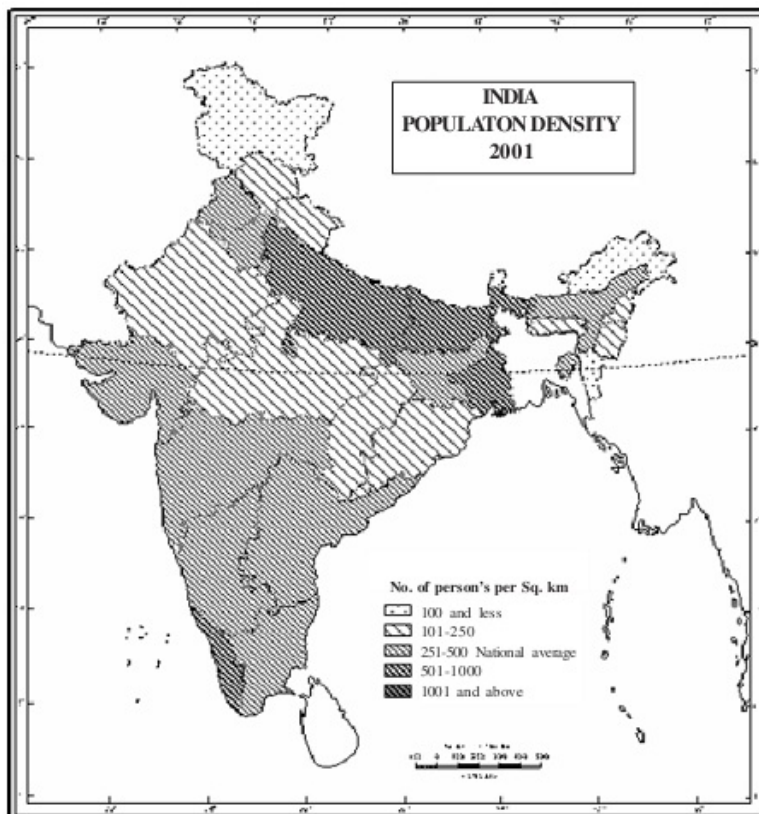 INDIA
POPULATON DENSITY
2001
No. of person's per Sq. km
100 and less
101-250
251-500 National average
501-1000
1001 and above